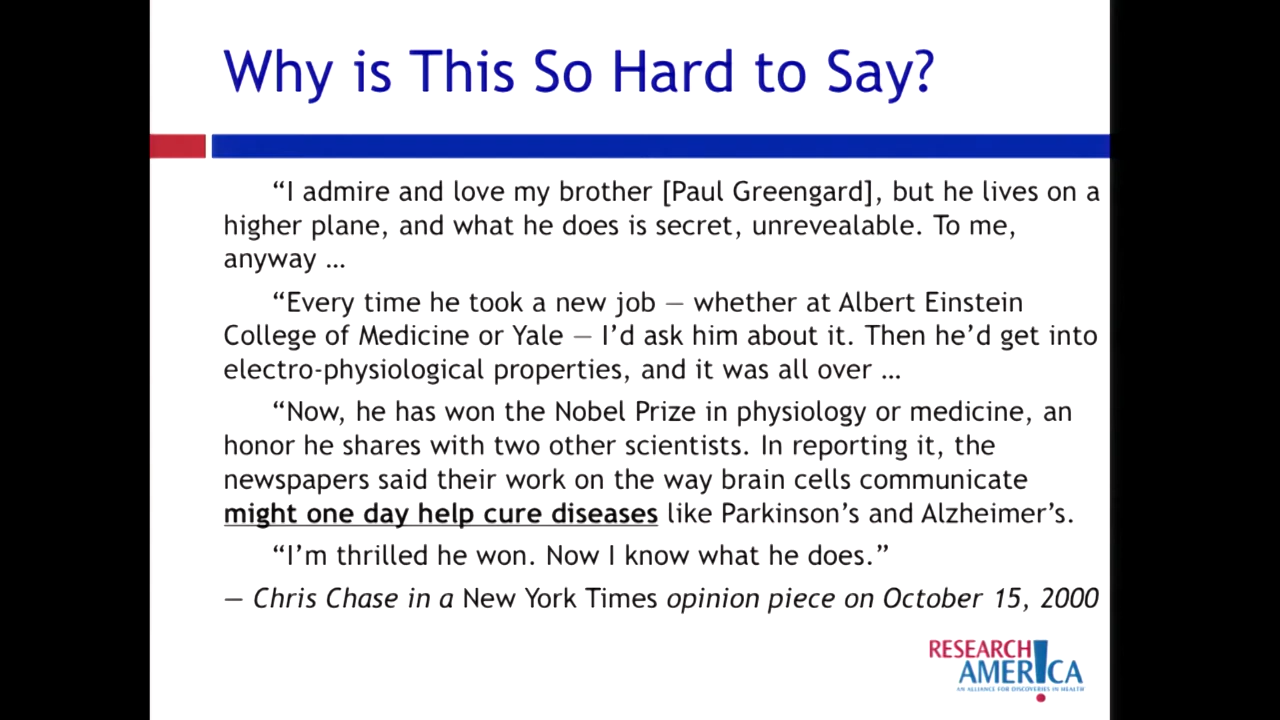 Why is This So Hard to Say?
“I admire and love my brother [Paul Greengard], but he lives on a
higher plane, and what he does is secret, unrevealable. To me,
anyway …
“Every time he took a new job — whether at Albert Einstein
College of Medicine or Yale — I’d ask him about it. Then he’d get into
electro-physiological properties, and it was all over …
“Now, he has won the Nobel Prize in physiology or medicine, an
honor he shares with two other scientists. In reporting it, the
newspapers said their work on the way brain cells communicate
might one day help cure diseases like Parkinson’s and Alzheimer’s.
“I’m thrilled he won. Now I know what he does.”
— Chris Chase in a New York Times opinion piece on October 15, 2000
RESEARCH
AMERICA
AN ALLIANCE FOR DISCOVERIES IN HEALTH